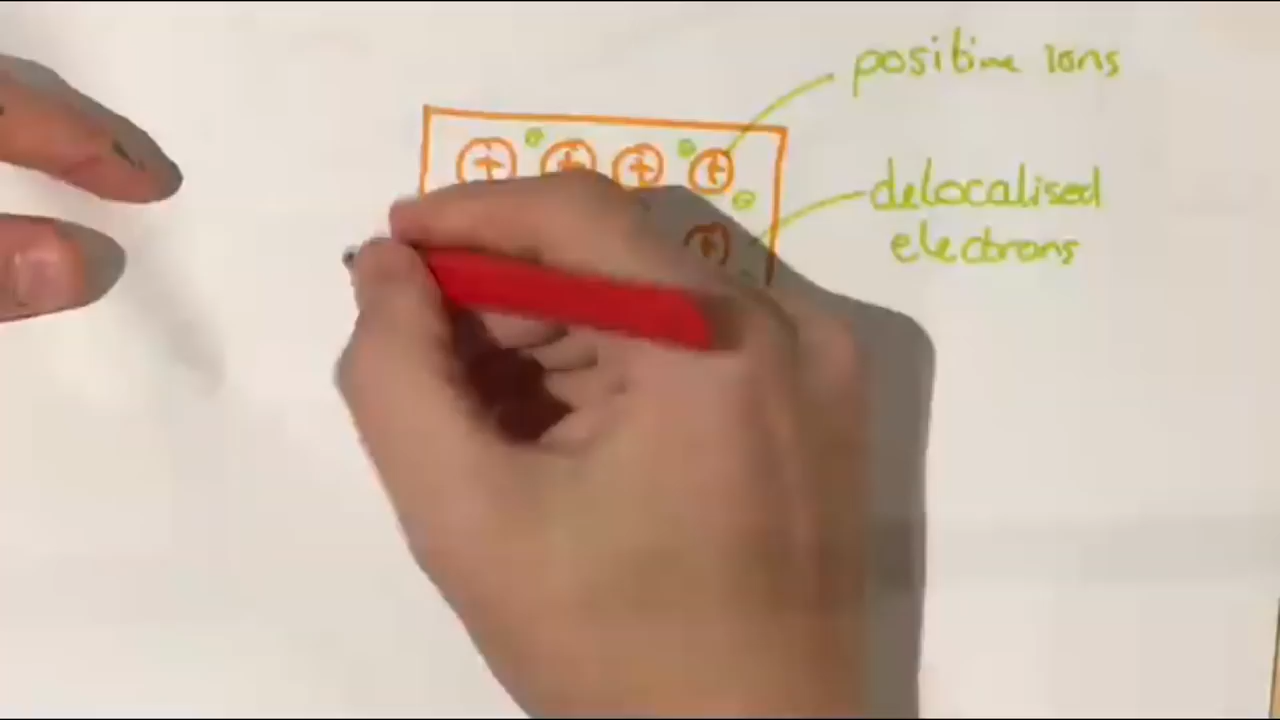 positive ions
delocalised
electrons
+ + + +
+